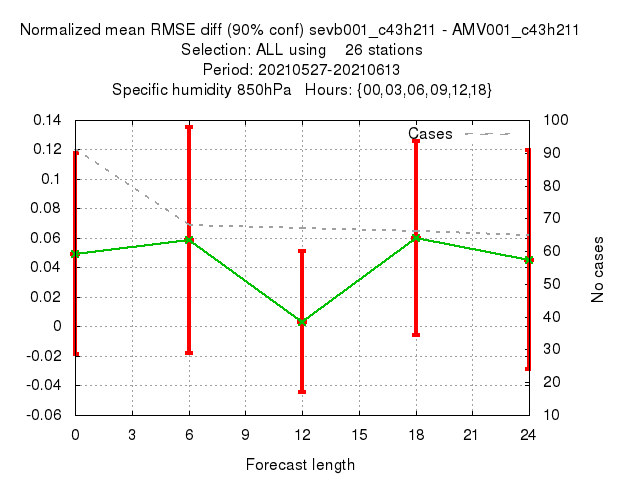 Normalized mean RMSE diff (90% conf) sevb001_c43h211 - AMV001_c43h211
Selection: ALL using    26 stations
Period: 20210527-20210613
Specific humidity 850hPa   Hours: {00,03,06,09,12,18}
0.14
0.12
0.1
0.08
0.06
0.04
0.02
0
-0.02
-0.04
-0.06
Cases
100
90
80
70
60
50
40
30
20
10
No cases
0 3 6 9 12 15 18 21 24
Forecast length